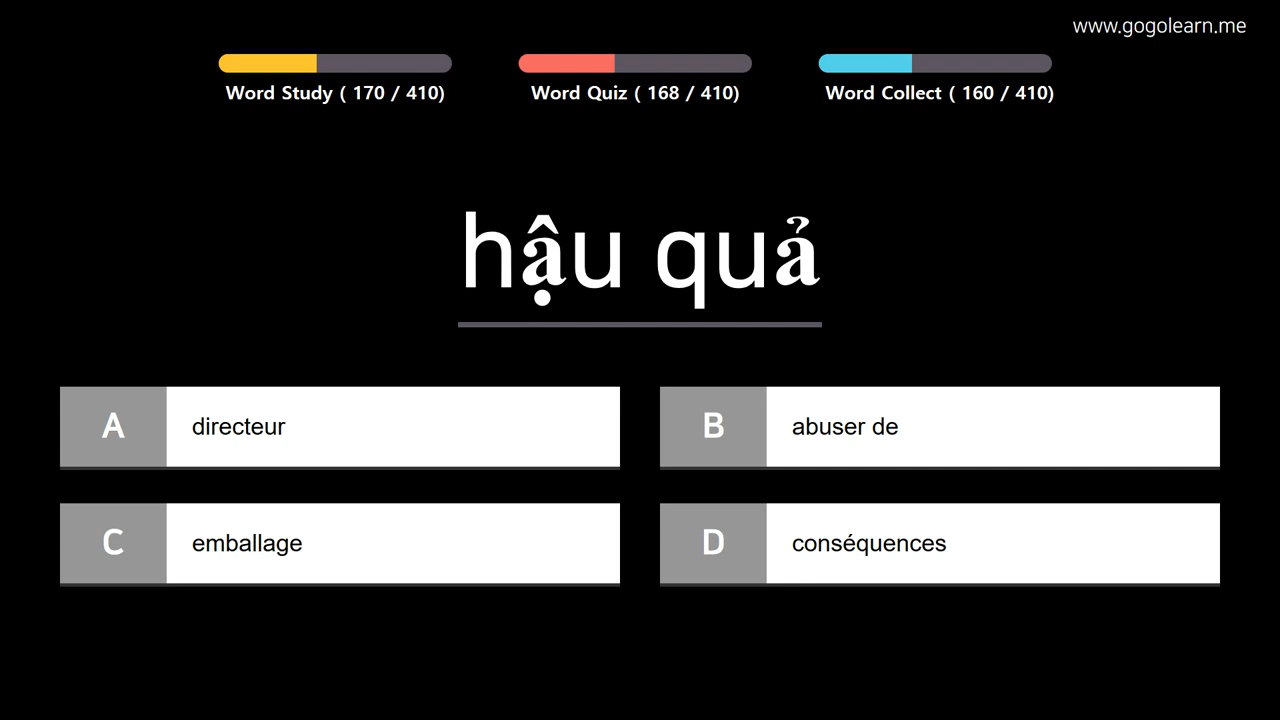 www.gogolearn.me
Word Study ( 170 / 410)
Word Quiz ( 168 / 410)
Word Collect ( 160 / 410)
hậu quả
A directeur
B abuser de
C emballage
D conséquences